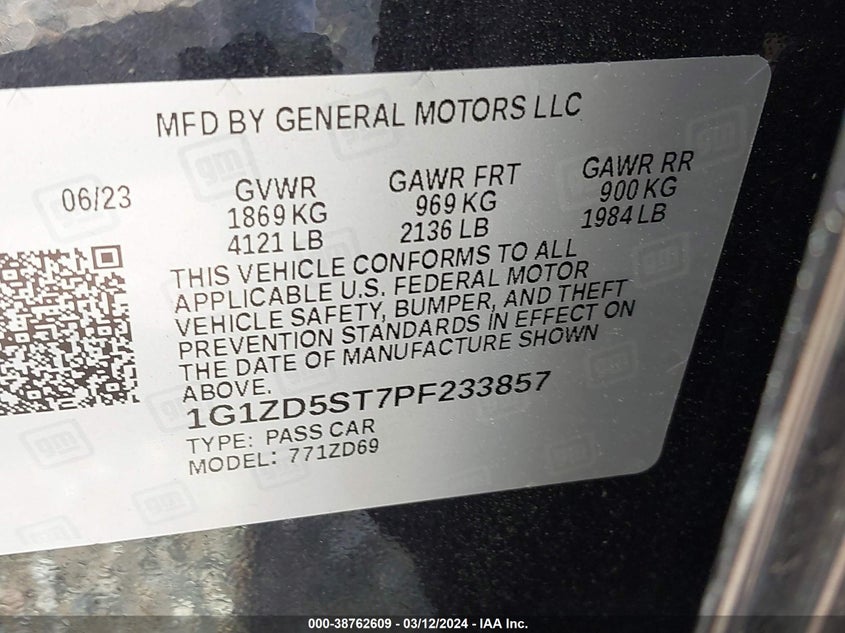 MFD BY GENERAL MOTORS LLC
06/23 GVWR GAWR FRT GAWR RR
1869 KG 969 KG 900 KG
4121 LB 2136 LB 1984 LB
THIS VEHICLE CONFORMS TO ALL
APPLICABLE U.S. FEDERAL MOTOR
VEHICLE SAFETY, BUMPER, AND THEFT
PREVENTION STANDARDS IN EFFECT ON
THE DATE OF MANUFACTURE SHOWN
ABOVE.
1G1ZD5ST7PF233857
TYPE: PASS CAR
MODEL: 771ZD69
000-38762609 - 03/12/2024 - IAA Inc.